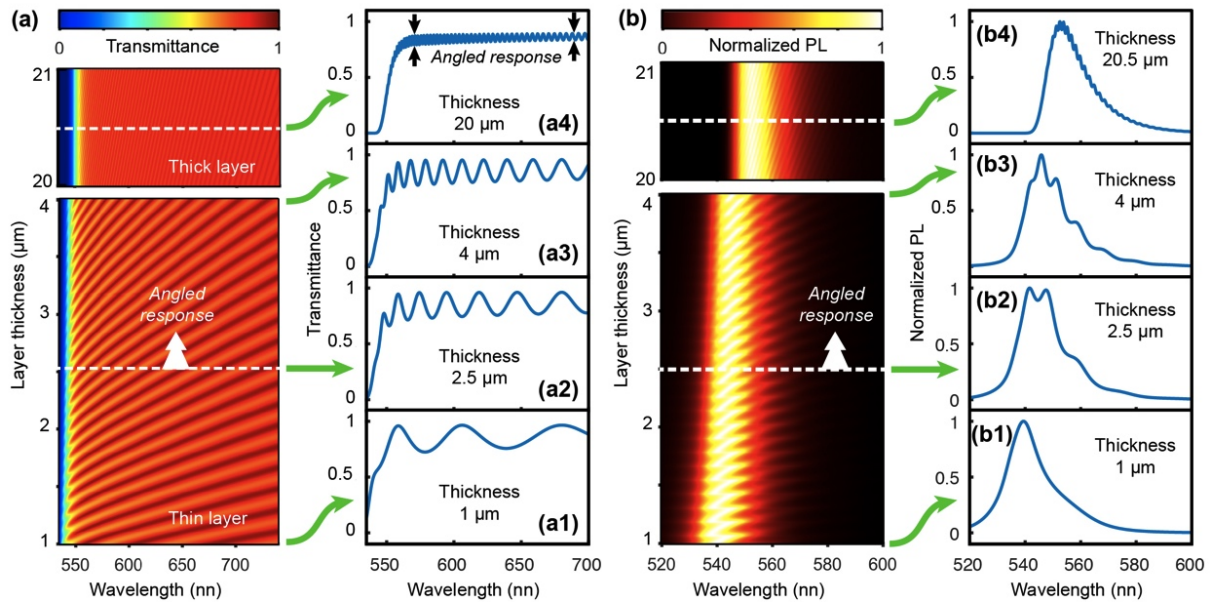 (a)
0
Transmittance
1
21
Thick layer
20
4
Layer thickness (µm)
Angled
response
3
2
Thin layer
1
550
600
650
700
Wavelength (nn)
Transmittance
1
0.5
0
Angled response
Thickness
20 µm
(a4)
1
0.5
0
Thickness
4 µm
(a3)
1
0.5
0
Thickness
2.5 µm
(a2)
1
0.5
0
Thickness
1 µm
(a1)
550
600
650
700
Wavelength (nn)
(b)
0
Normalized PL
1
21
20
4
Layer thickness (µm)
Angled
response
3
2
1
520
540
560
580
600
Wavelength (nn)
Normalized PL
(b4)
1
0.5
0
Thickness
20.5 µm
(b3)
1
0.5
Thickness
4 µm
(b2)
1
0.5
0
Thickness
2.5 µm
(b1)
1
0.5
0
Thickness
1 µm
520
540
560
580
600
Wavelength (nn)